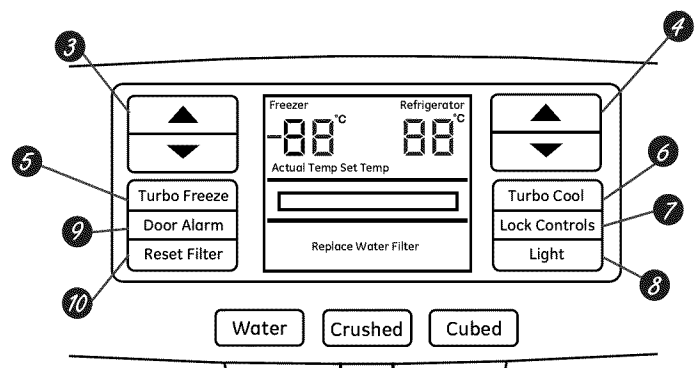 3
4
Freezer Refrigerator
-88°C 88°C
Actual Temp Set Temp
5
6
Turbo Freeze
Turbo Cool
9
7
Door Alarm
Lock Controls
Reset Filter
Replace Water Filter
Light
10
8
Water Crushed Cubed